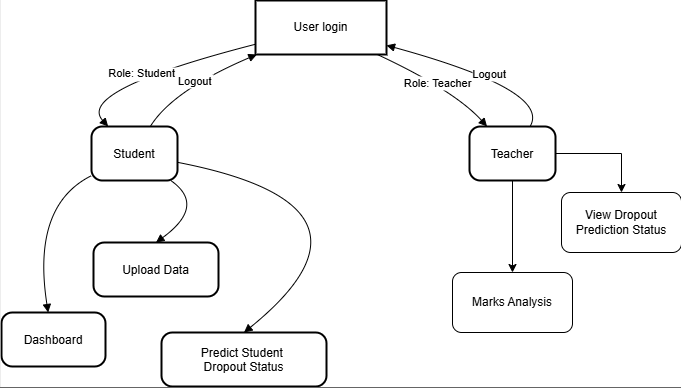 User login
Role: Student
Logout
Logout
Role: Teacher
Student
Teacher
View Dropout
Prediction Status
Upload Data
Marks Analysis
Dashboard
Predict Student
Dropout Status